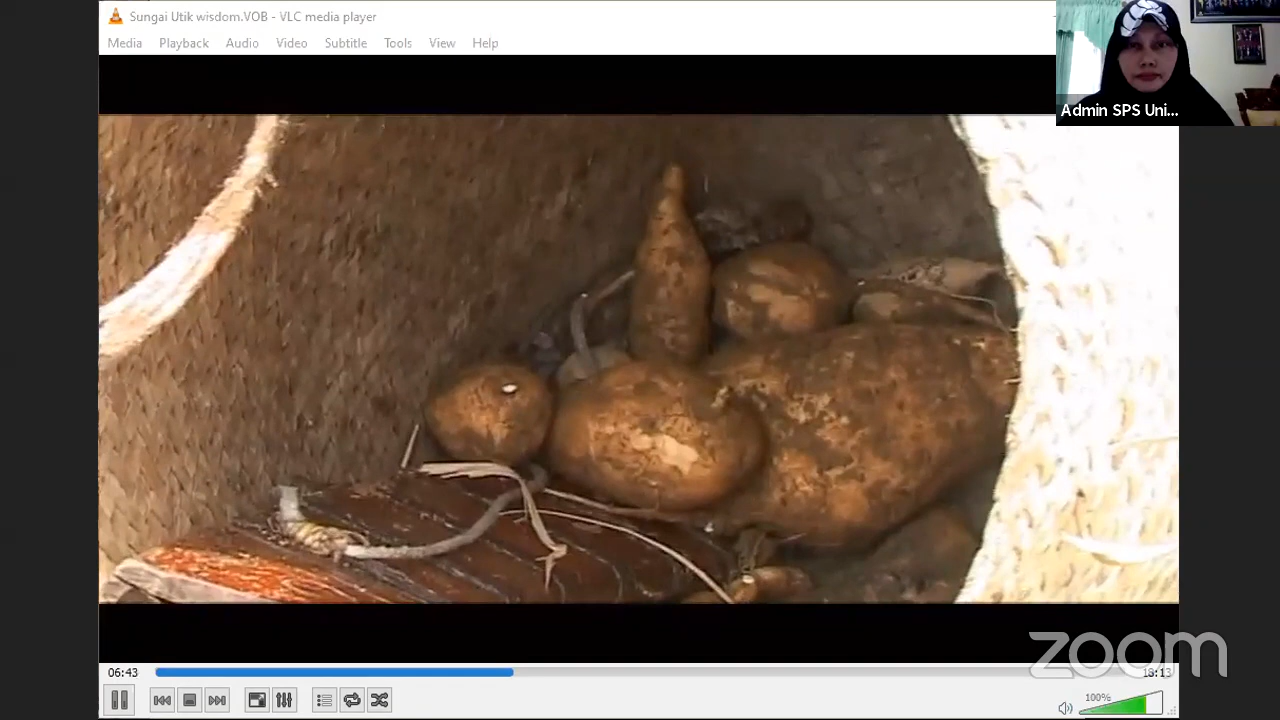 Sungai Utik wisdom.VOB - VLC media player
Media Playback Audio Video Subtitle Tools View Help
Admin SPS Uni...
06:43
18:13
100%
zoom